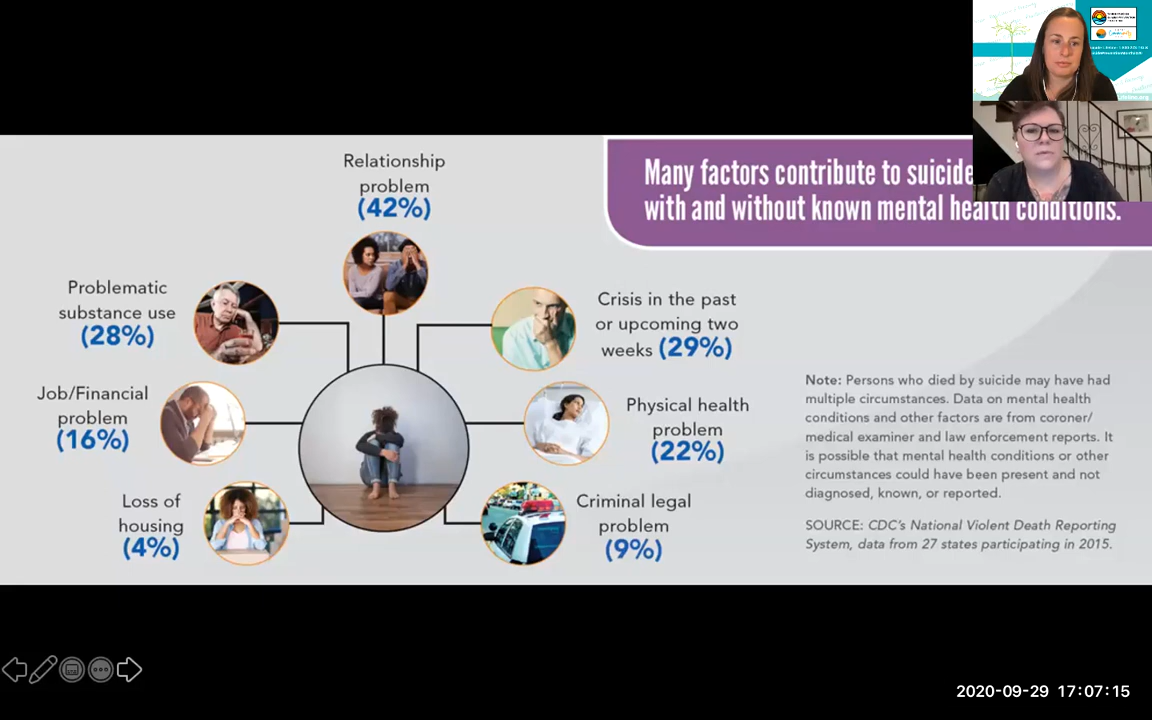 Many factors contribute to suicide
with and without known mental health conditions.
Relationship
problem
(42%)
Problematic
substance use
(28%)
Crisis in the past
or upcoming two
weeks (29%)
Job/Financial
problem
(16%)
Physical health
problem
(22%)
Loss of
housing
(4%)
Criminal legal
problem
(9%)
Note: Persons who died by suicide may have had
multiple circumstances. Data on mental health
conditions and other factors are from coroner/
medical examiner and law enforcement reports. It
is possible that mental health conditions or other
circumstances could have been present and not
diagnosed, known, or reported.
SOURCE: CDC's National Violent Death Reporting
System, data from 27 states participating in 2015.
2020-09-29 17:07:15